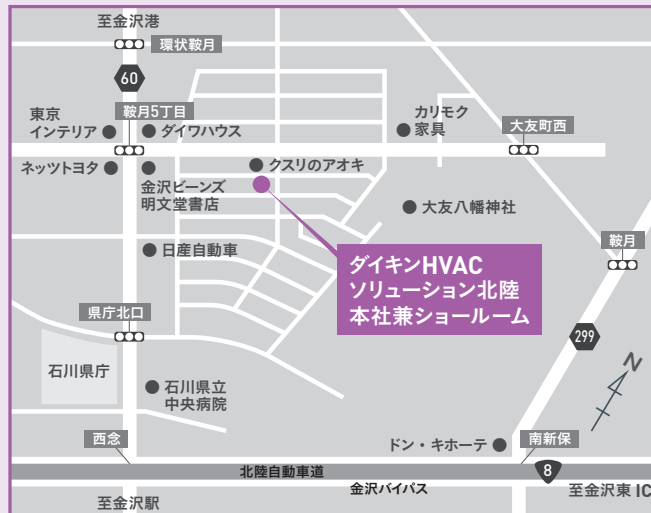 至金沢港
環状鞍月
60
東京
インテリア
鞍月5丁目
ダイワハウス
カリモク
家具
大友町西
ネッツトヨタ
金沢ビーンズ
明文堂書店
クスリのアオキ
大友八幡神社
日産自動車
鞍月
ダイキンHVAC
ソリューション北陸
本社兼ショールーム
県庁北口
299
石川県庁
石川県立
中央病院
N
西念
ドン・キホーテ
南新保
北陸自動車道
8
金沢バイパス
至金沢駅
至金沢東 IC